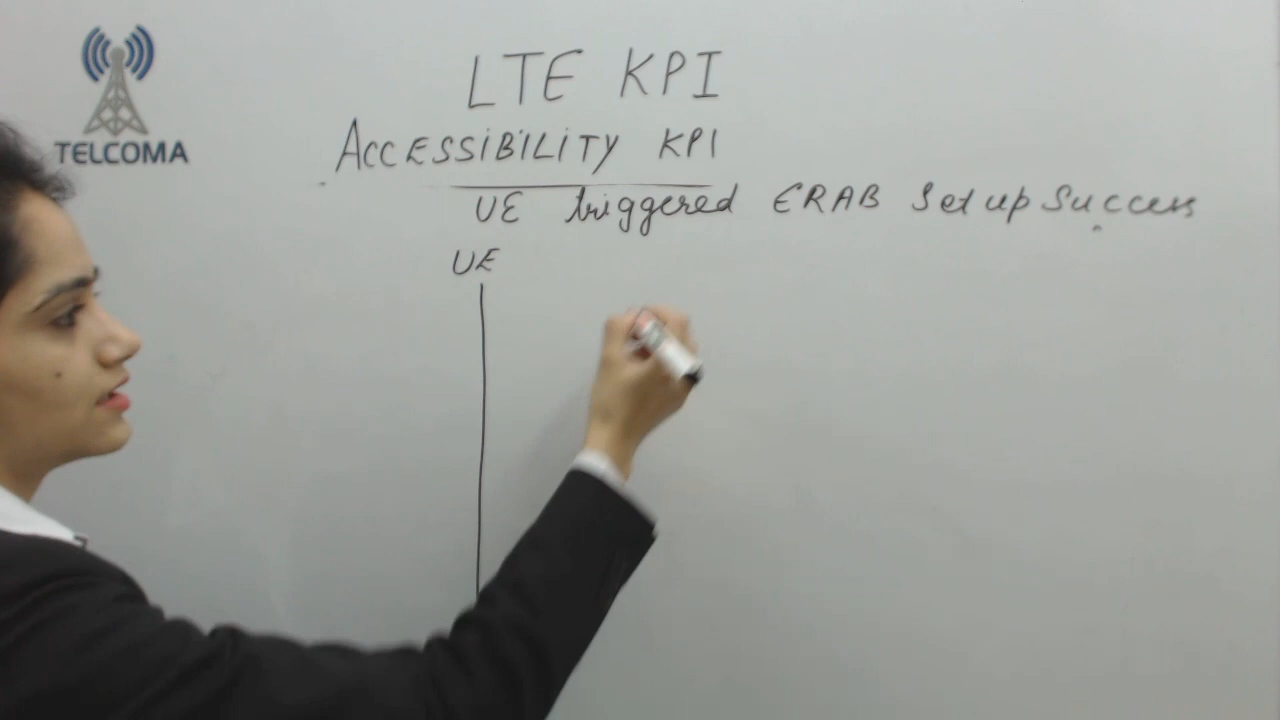 TELCOMA
LTE KPI
ACCESSIBILITY KPI
UE triggered ERAB Setup Success
UE